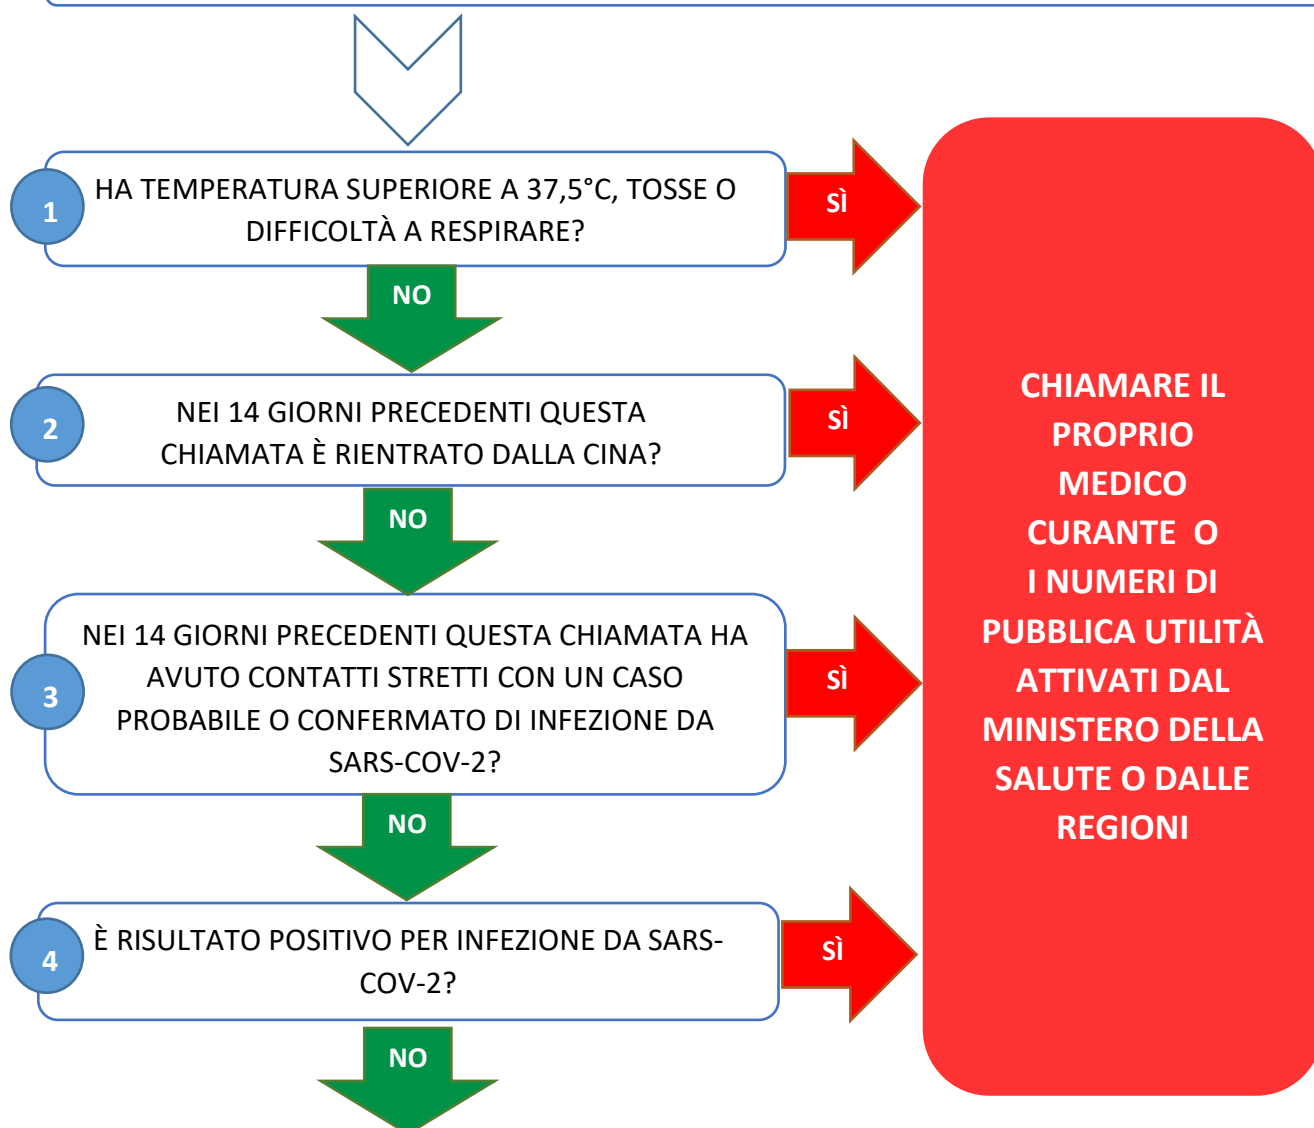 1
HA TEMPERATURA SUPERIORE A 37,5°C, TOSSE O
DIFFICOLTÀ A RESPIRARE?
SÌ
NO
2
NEI 14 GIORNI PRECEDENTI QUESTA
CHIAMATA È RIENTRATO DALLA CINA?
SÌ
NO
3
NEI 14 GIORNI PRECEDENTI QUESTA CHIAMATA HA
AVUTO CONTATTI STRETTI CON UN CASO
PROBABILE O CONFERMATO DI INFEZIONE DA
SARS-COV-2?
SÌ
NO
4
È RISULTATO POSITIVO PER INFEZIONE DA SARS-
COV-2?
SÌ
NO
CHIAMARE IL
PROPRIO
MEDICO
CURANTE O
I NUMERI DI
PUBBLICA UTILITÀ
ATTIVATI DAL
MINISTERO DELLA
SALUTE O DALLE
REGIONI